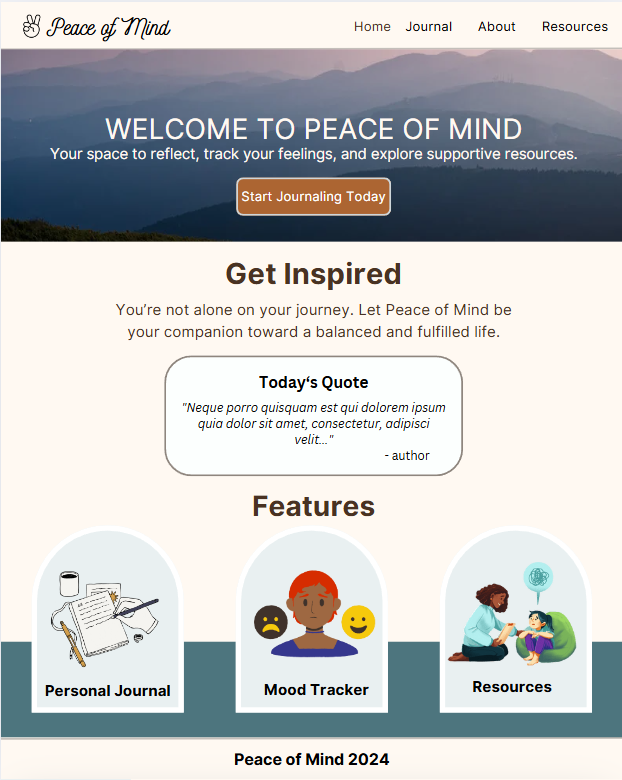 Peace of Mind
Home Journal About Resources
WELCOME TO PEACE OF MIND
Your space to reflect, track your feelings, and explore supportive resources.
Start Journaling Today
Get Inspired
You’re not alone on your journey. Let Peace of Mind be
your companion toward a balanced and fulfilled life.
Today‘s Quote
"Neque porro quisquam est qui dolorem ipsum
quia dolor sit amet, consectetur, adipisci
velit..."
- author
Features
Personal Journal
Mood Tracker
Resources
Peace of Mind 2024